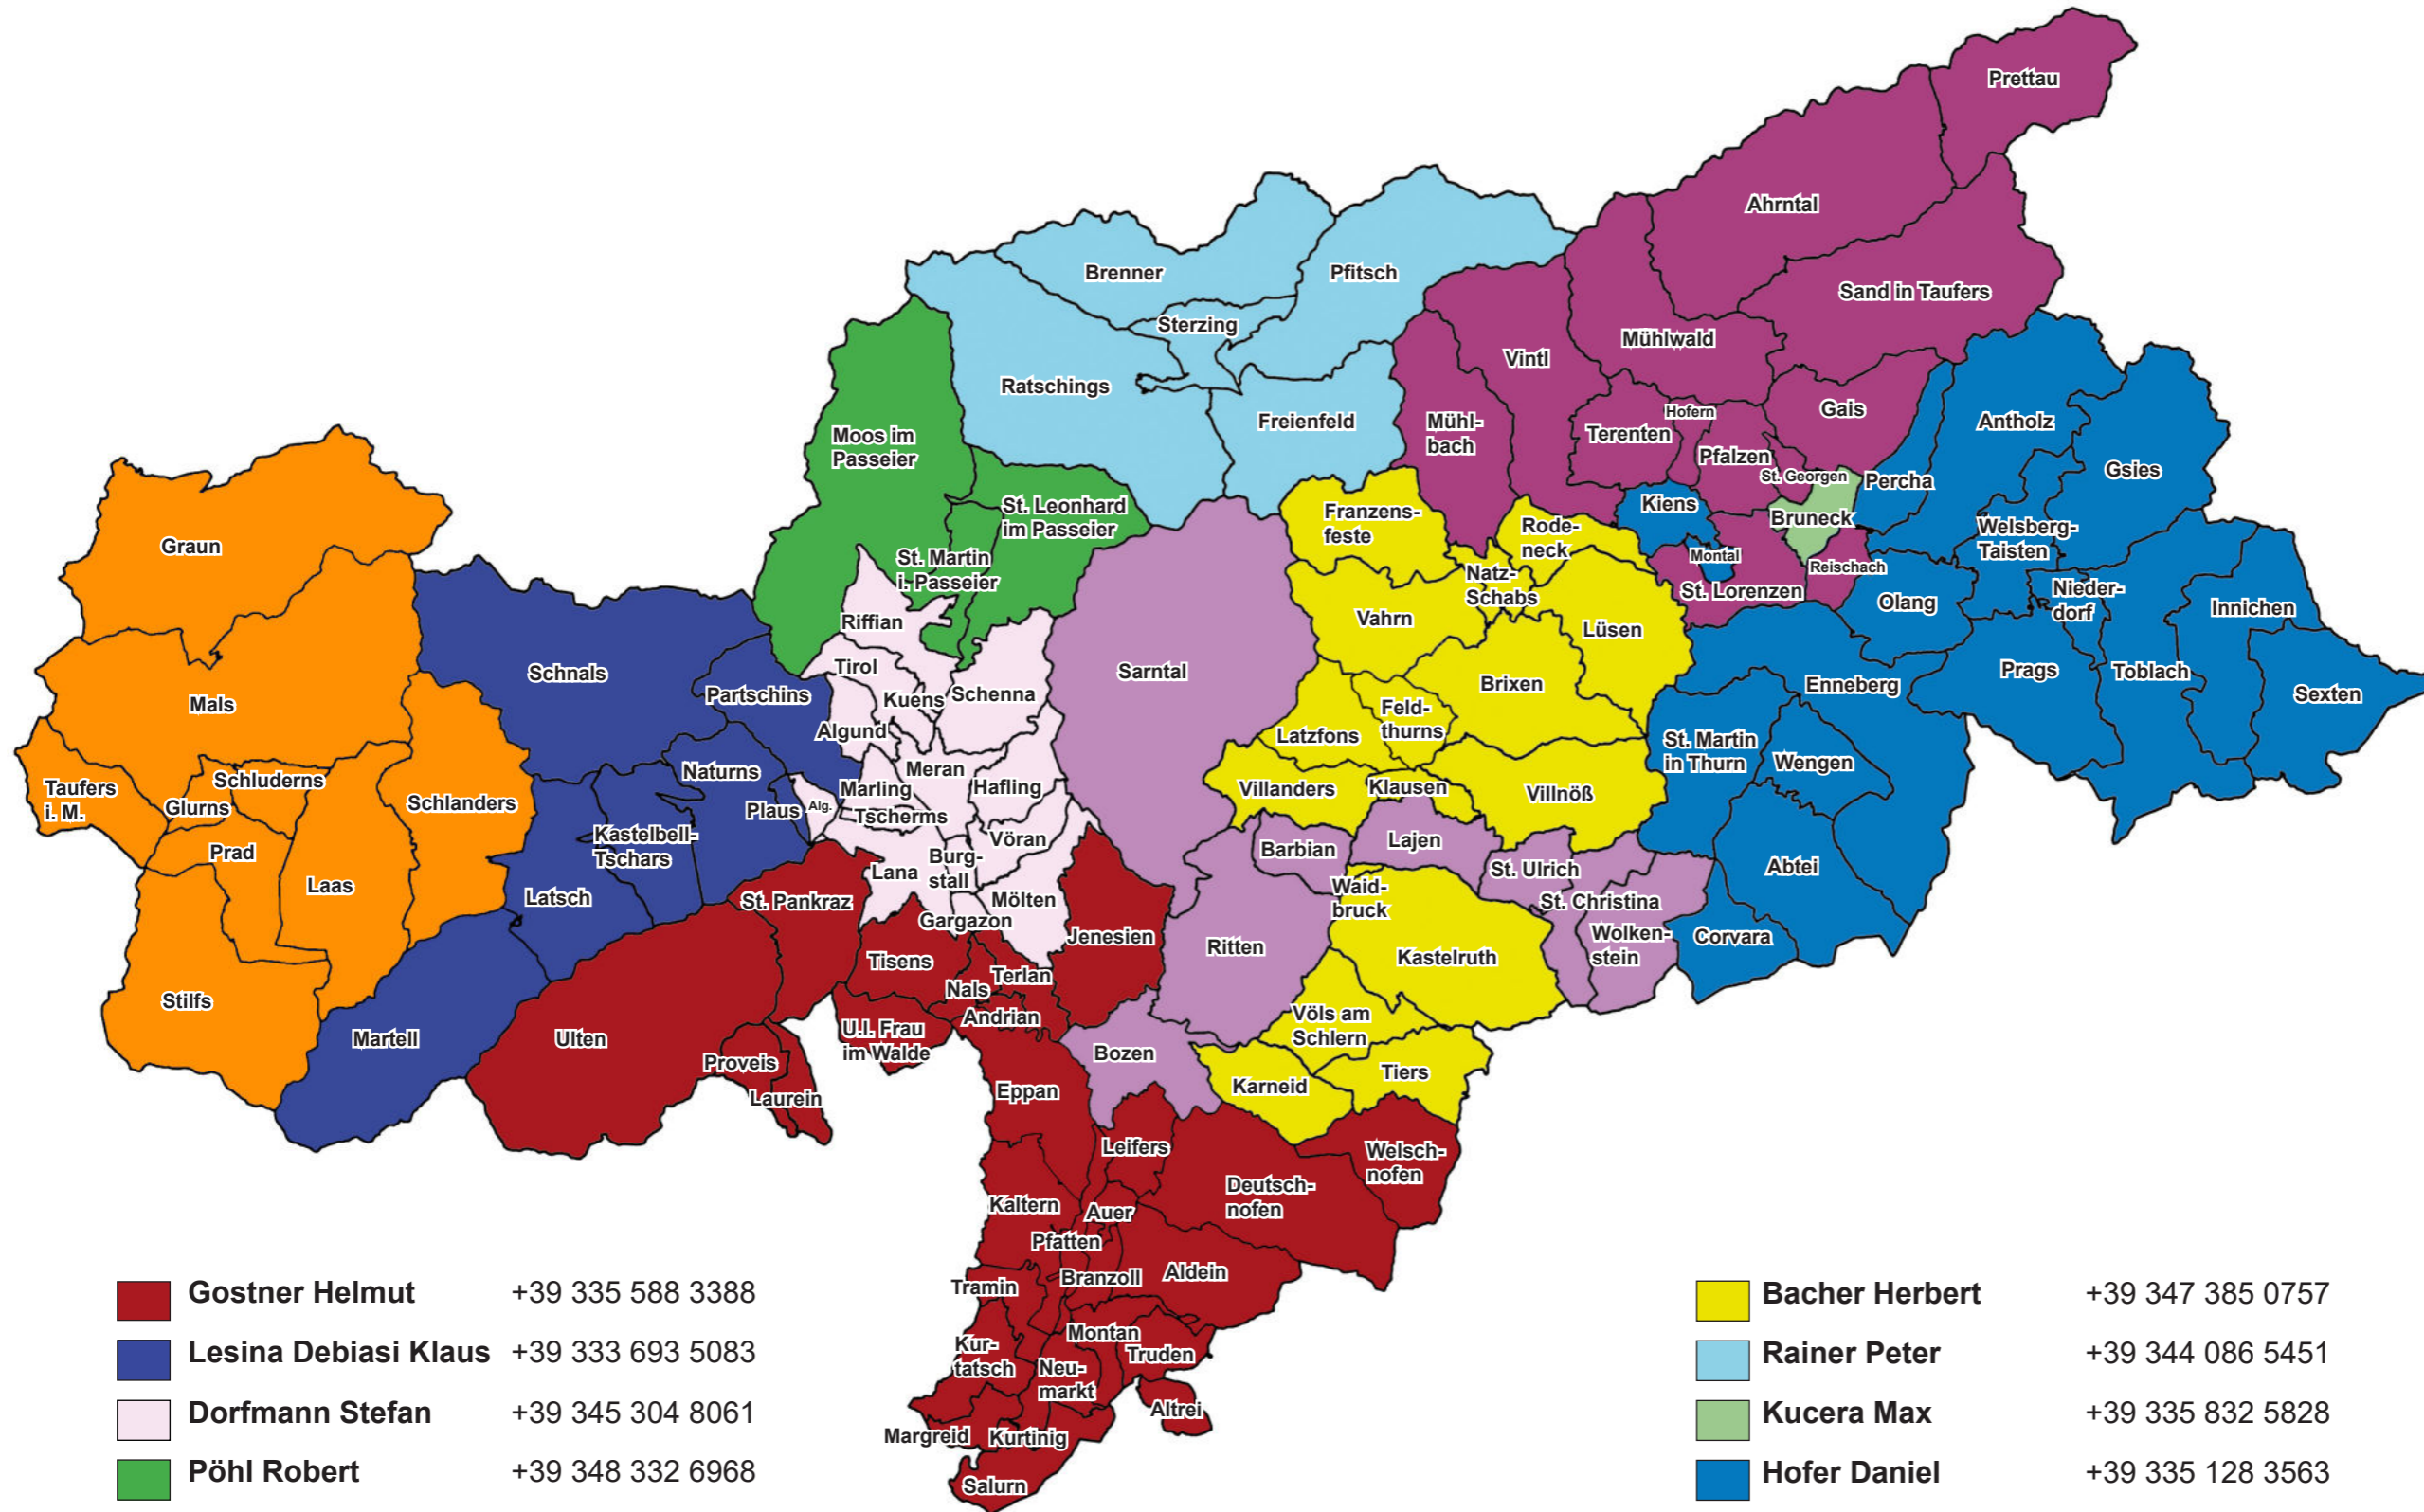 Prettau
Ahrntal
Brenner
Pfitsch
Sand in Taufers
Sterzing
Mühlwald
Vintl
Ratschings
Hofern
Gais
Freienfeld
Mühl-
bach
Terenten
Antholz
Moos im
Passeier
Pfalzen
Gsies
St. Georgen
Percha
St. Leonhard
im Passeier
Kiens
Franzens-
feste
Rode-
neck
Bruneck
Welsberg-
Taisten
Graun
St. Martin
i. Passeier
Montal
Reischach
Natz-
Schabs
St. Lorenzen
Nieder-
dorf
Olang
Innichen
Riffian
Vahrn
Lüsen
Tirol
Schnals
Sarntal
Prags
Toblach
Partschins
Kuens
Schenna
Brixen
Enneberg
Sexten
Mals
Feld-
thurns
Algund
Latzfons
St. Martin
in Thurn
Wengen
Naturns
Meran
Schluderns
Taufers
i. M.
Marling
Hafling
Villanders
Klausen
Villnöß
Glurns
Schlanders
Plaus
Alg.
Tscherms
Kastelbell-
Tschars
Vöran
Lajen
Prad
Barbian
Burg-
stall
Lana
St. Ulrich
Abtei
Laas
Latsch
St. Pankraz
Mölten
Waid-
bruck
St. Christina
Gargazon
Jenesien
Ritten
Wolken-
stein
Corvara
Tisens
Kastelruth
Terlan
Nals
Stilfs
Andrian
Völs am
Schlern
Martell
Ulten
U.l. Frau
im Walde
Bozen
Proveis
Tiers
Karneid
Laurein
Eppan
Leifers
Welsch-
nofen
Deutsch-
nofen
Kaltern
Auer
Pfatten
Aldein
Branzoll
Tramin
Montan
Truden
Kur-
tatsch
Neu-
markt
Altrei
Margreid
Kurtinig
Salurn
Gostner Helmut +39 335 588 3388
Lesina Debiasi Klaus +39 333 693 5083
Dorfmann Stefan +39 345 304 8061
Pöhl Robert +39 348 332 6968
Bacher Herbert +39 347 385 0757
Rainer Peter +39 344 086 5451
Kucera Max +39 335 832 5828
Hofer Daniel +39 335 128 3563